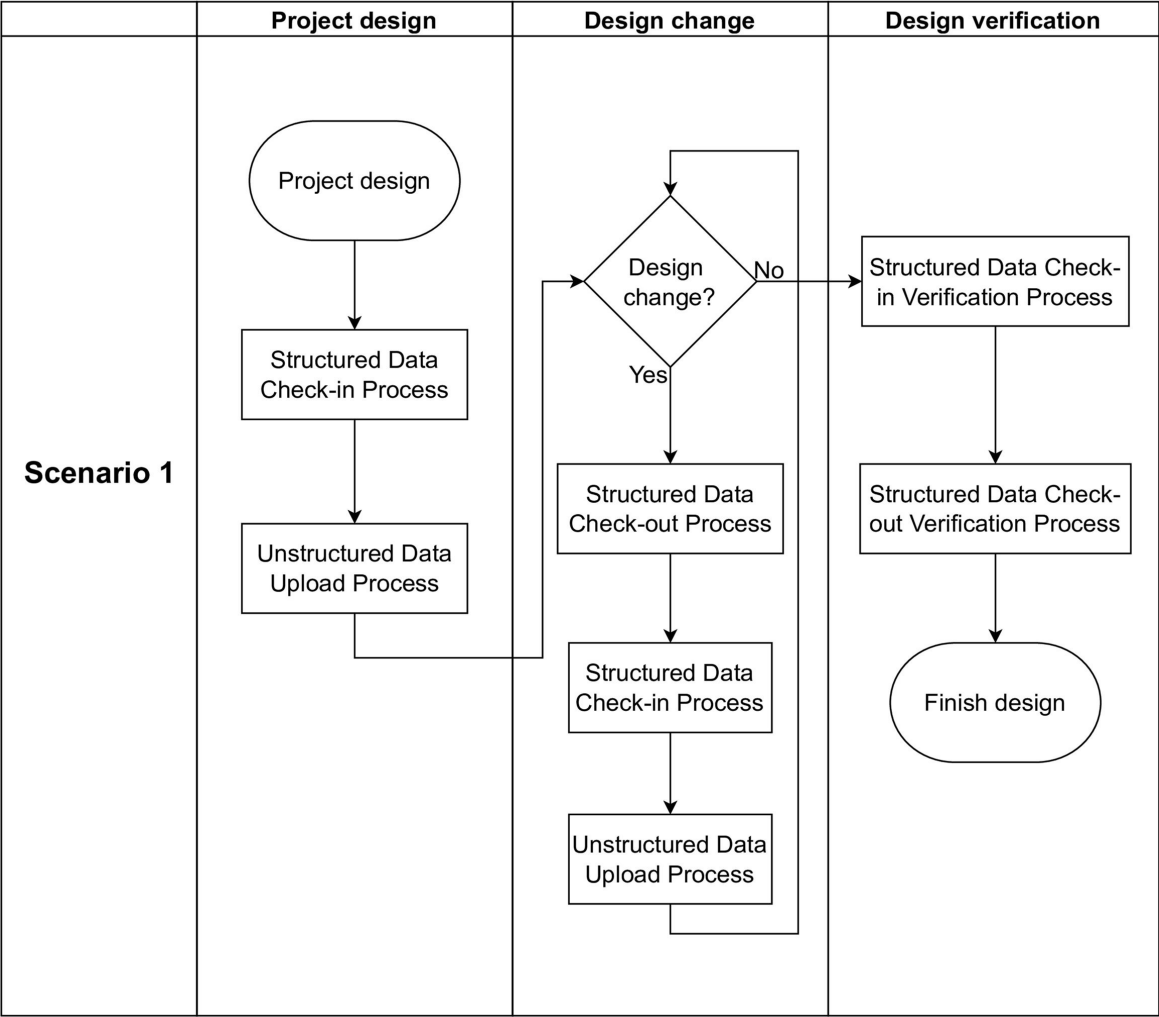 Project design
Design change
Design verification
Scenario 1
Project design
Structured Data
Check-in Process
Unstructured Data
Upload Process
Design
change?
No
Yes
Structured Data
Check-out Process
Structured Data
Check-in Process
Unstructured Data
Upload Process
Structured Data Check-
in Verification Process
Structured Data Check-
out Verification Process
Finish design